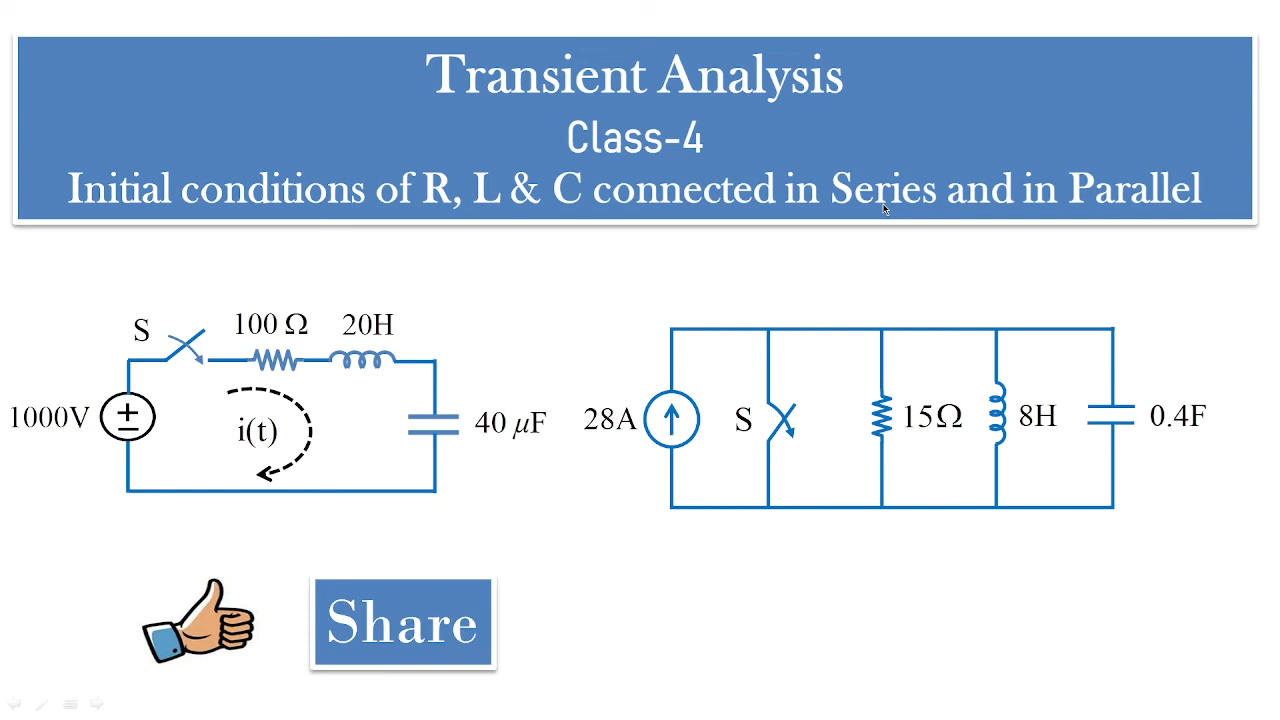 Transient Analysis
Class-4
Initial conditions of R, L & C connected in Series and in Parallel
S
100 Ω
20H
1000V
i(t)
40 μF
28A
S
15Ω
8H
0.4F
Share